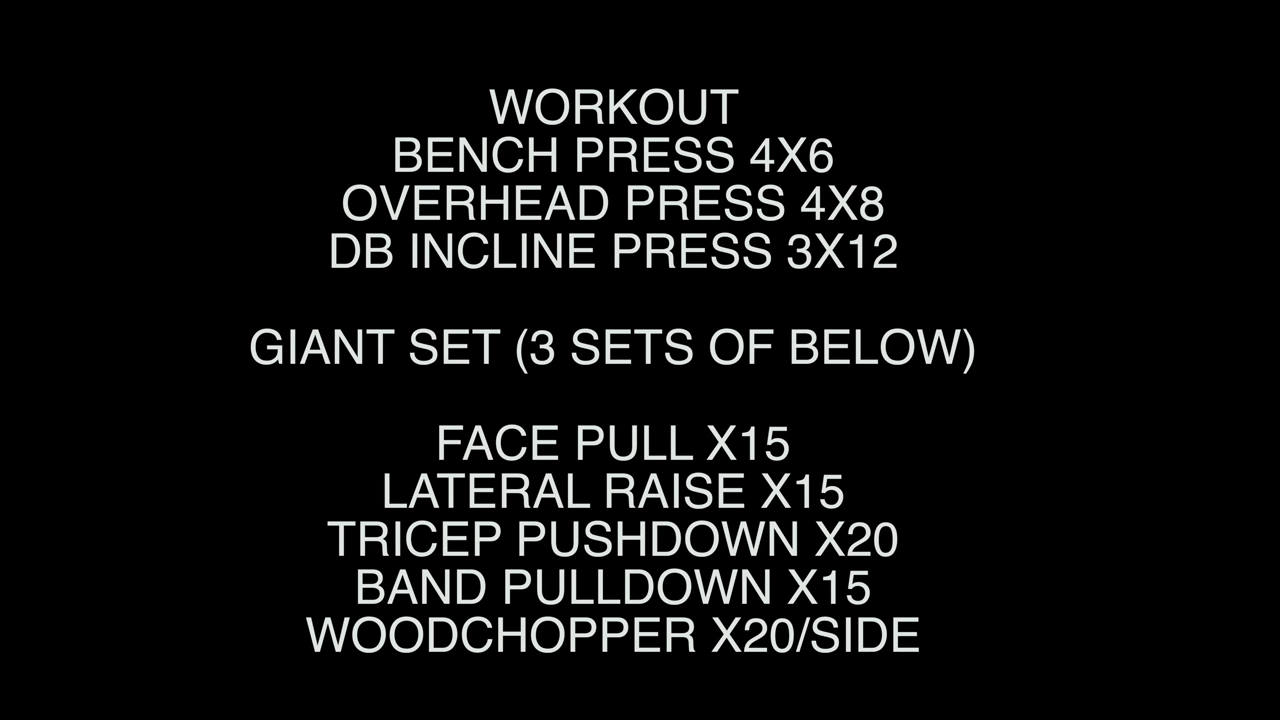 WORKOUT
BENCH PRESS 4X6
OVERHEAD PRESS 4X8
DB INCLINE PRESS 3X12
GIANT SET (3 SETS OF BELOW)
FACE PULL X15
LATERAL RAISE X15
TRICEP PUSHDOWN X20
BAND PULLDOWN X15
WOODCHOPPER X20/SIDE